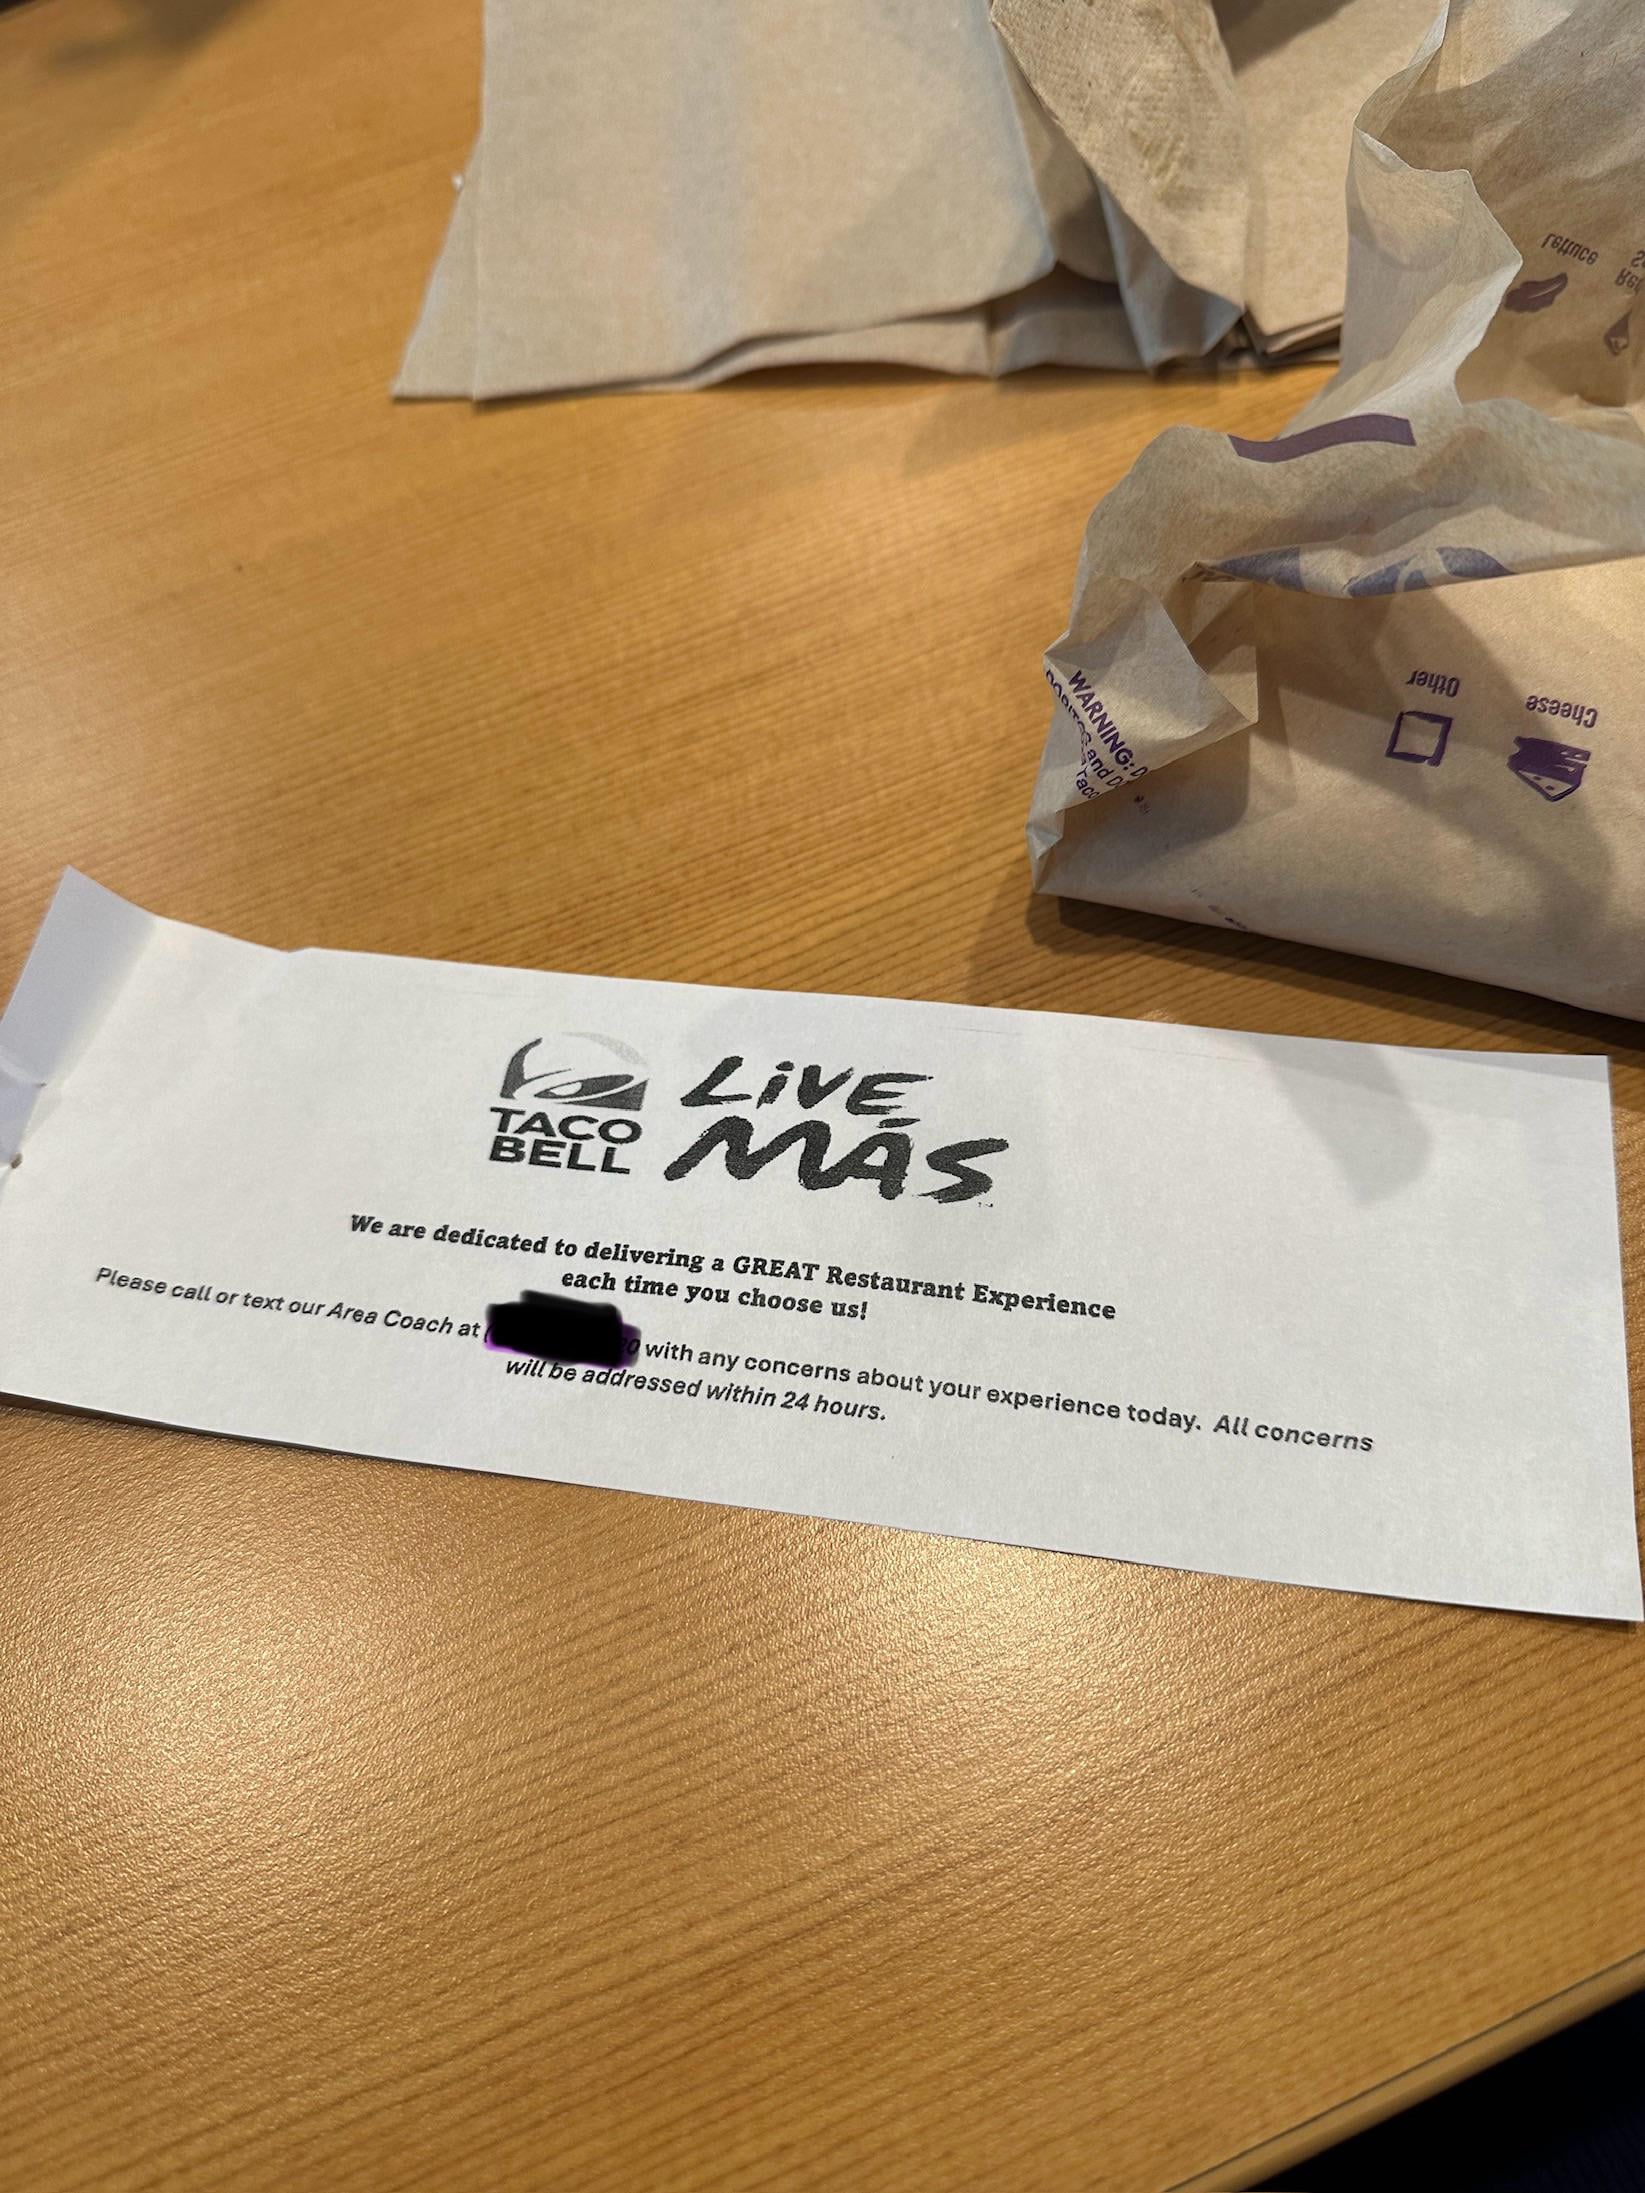 Lettuce
Other
Cheese
WARNING:
and
Taco
TACO
BELL
LIVE
MÁS
We are dedicated to delivering a GREAT Restaurant Experience
each time you choose us!
Please call or text our Area Coach at with any concerns about your experience today. All concerns
will be addressed within 24 hours.